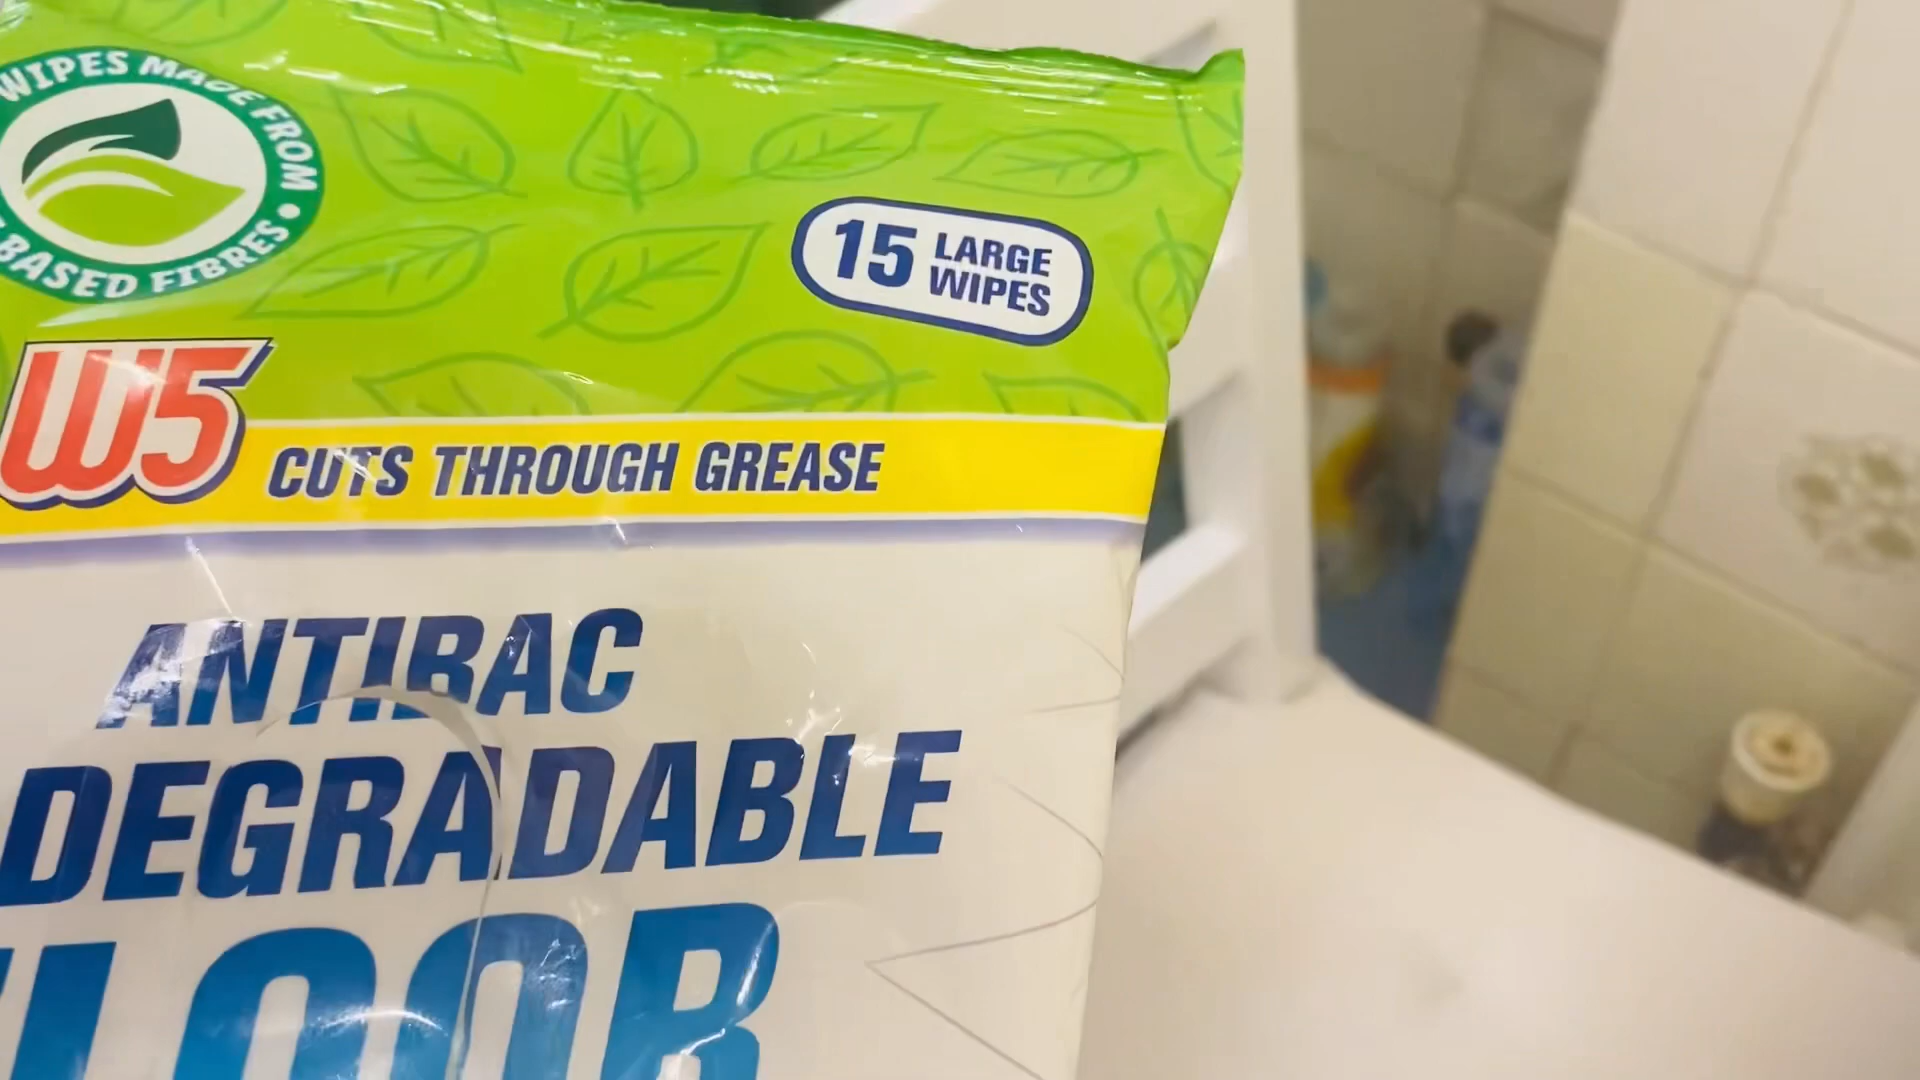 WIPES MADE FROM
BASED FIBRES
15 LARGE
WIPES
W5
CUTS THROUGH GREASE
ANTIBAC
DEGRADABLE
LOOR